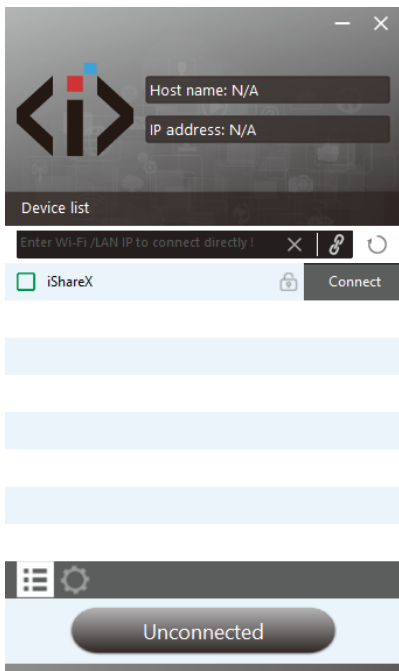 Host name: N/A
IP address: N/A
Device list
Enter Wi-Fi /LAN IP to connect directly !
iShareX
Connect
Unconnected